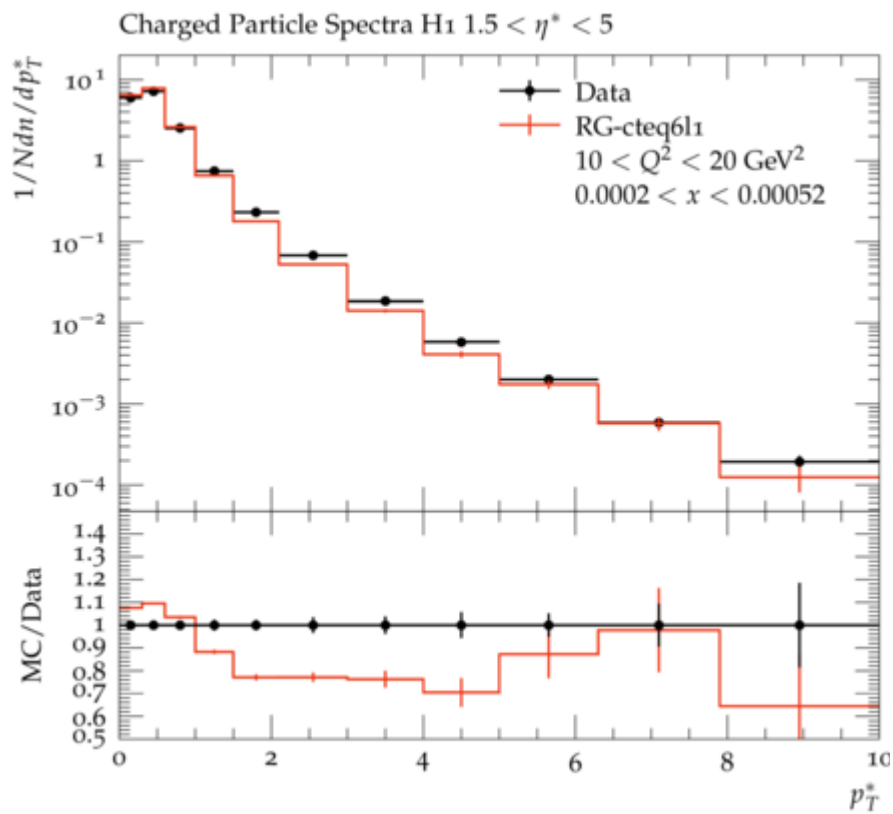 Charged Particle Spectra H1 1.5 < η* < 5
1/N dn/dp*_T
10¹
1
10⁻¹
10⁻²
10⁻³
10⁻⁴
Data
RG-cteq6l1
10 < Q² < 20 GeV²
0.0002 < x < 0.00052
MC/Data
1.4
1.3
1.2
1.1
1
0.9
0.8
0.7
0.6
0.5
0 2 4 6 8 10
p*_T